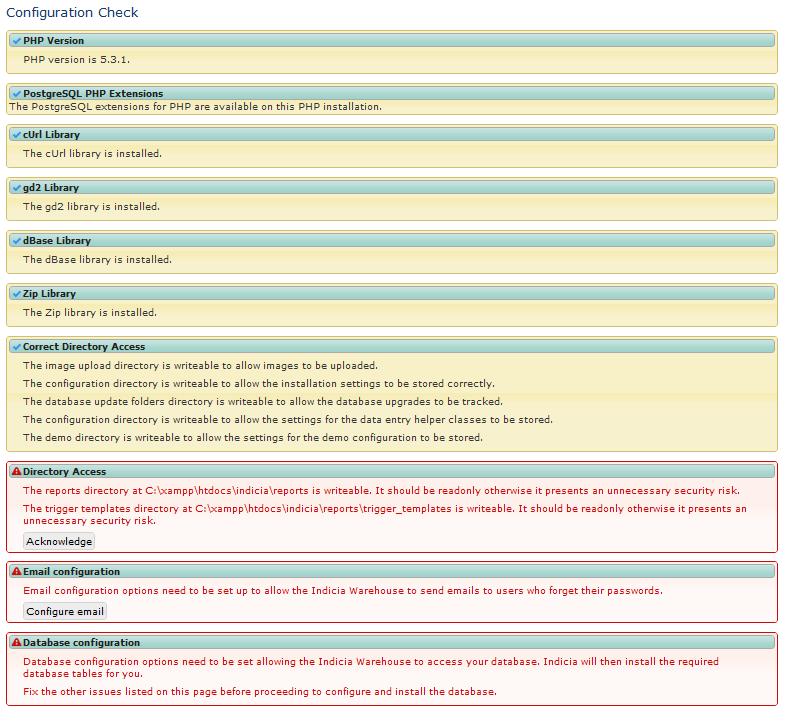 Configuration Check
PHP Version
PHP version is 5.3.1.
PostgreSQL PHP Extensions
The PostgreSQL extensions for PHP are available on this PHP installation.
cUrl Library
The cUrl library is installed.
gd2 Library
The gd2 library is installed.
dBase Library
The dBase library is installed.
Zip Library
The Zip library is installed.
Correct Directory Access
The image upload directory is writeable to allow images to be uploaded.
The configuration directory is writeable to allow the installation settings to be stored correctly.
The database update folders directory is writeable to allow the database upgrades to be tracked.
The configuration directory is writeable to allow the settings for the data entry helper classes to be stored.
The demo directory is writeable to allow the settings for the demo configuration to be stored.
Directory Access
The reports directory at C:\xampp\htdocs\indicia\reports is writeable. It should be readonly otherwise it presents an unnecessary security risk.
The trigger templates directory at C:\xampp\htdocs\indicia\reports\trigger_templates is writeable. It should be readonly otherwise it presents an
unnecessary security risk.
Acknowledge
Email configuration
Email configuration options need to be set up to allow the Indicia Warehouse to send emails to users who forget their passwords.
Configure email
Database configuration
Database configuration options need to be set allowing the Indicia Warehouse to access your database. Indicia will then install the required
database tables for you.
Fix the other issues listed on this page before proceeding to configure and install the database.